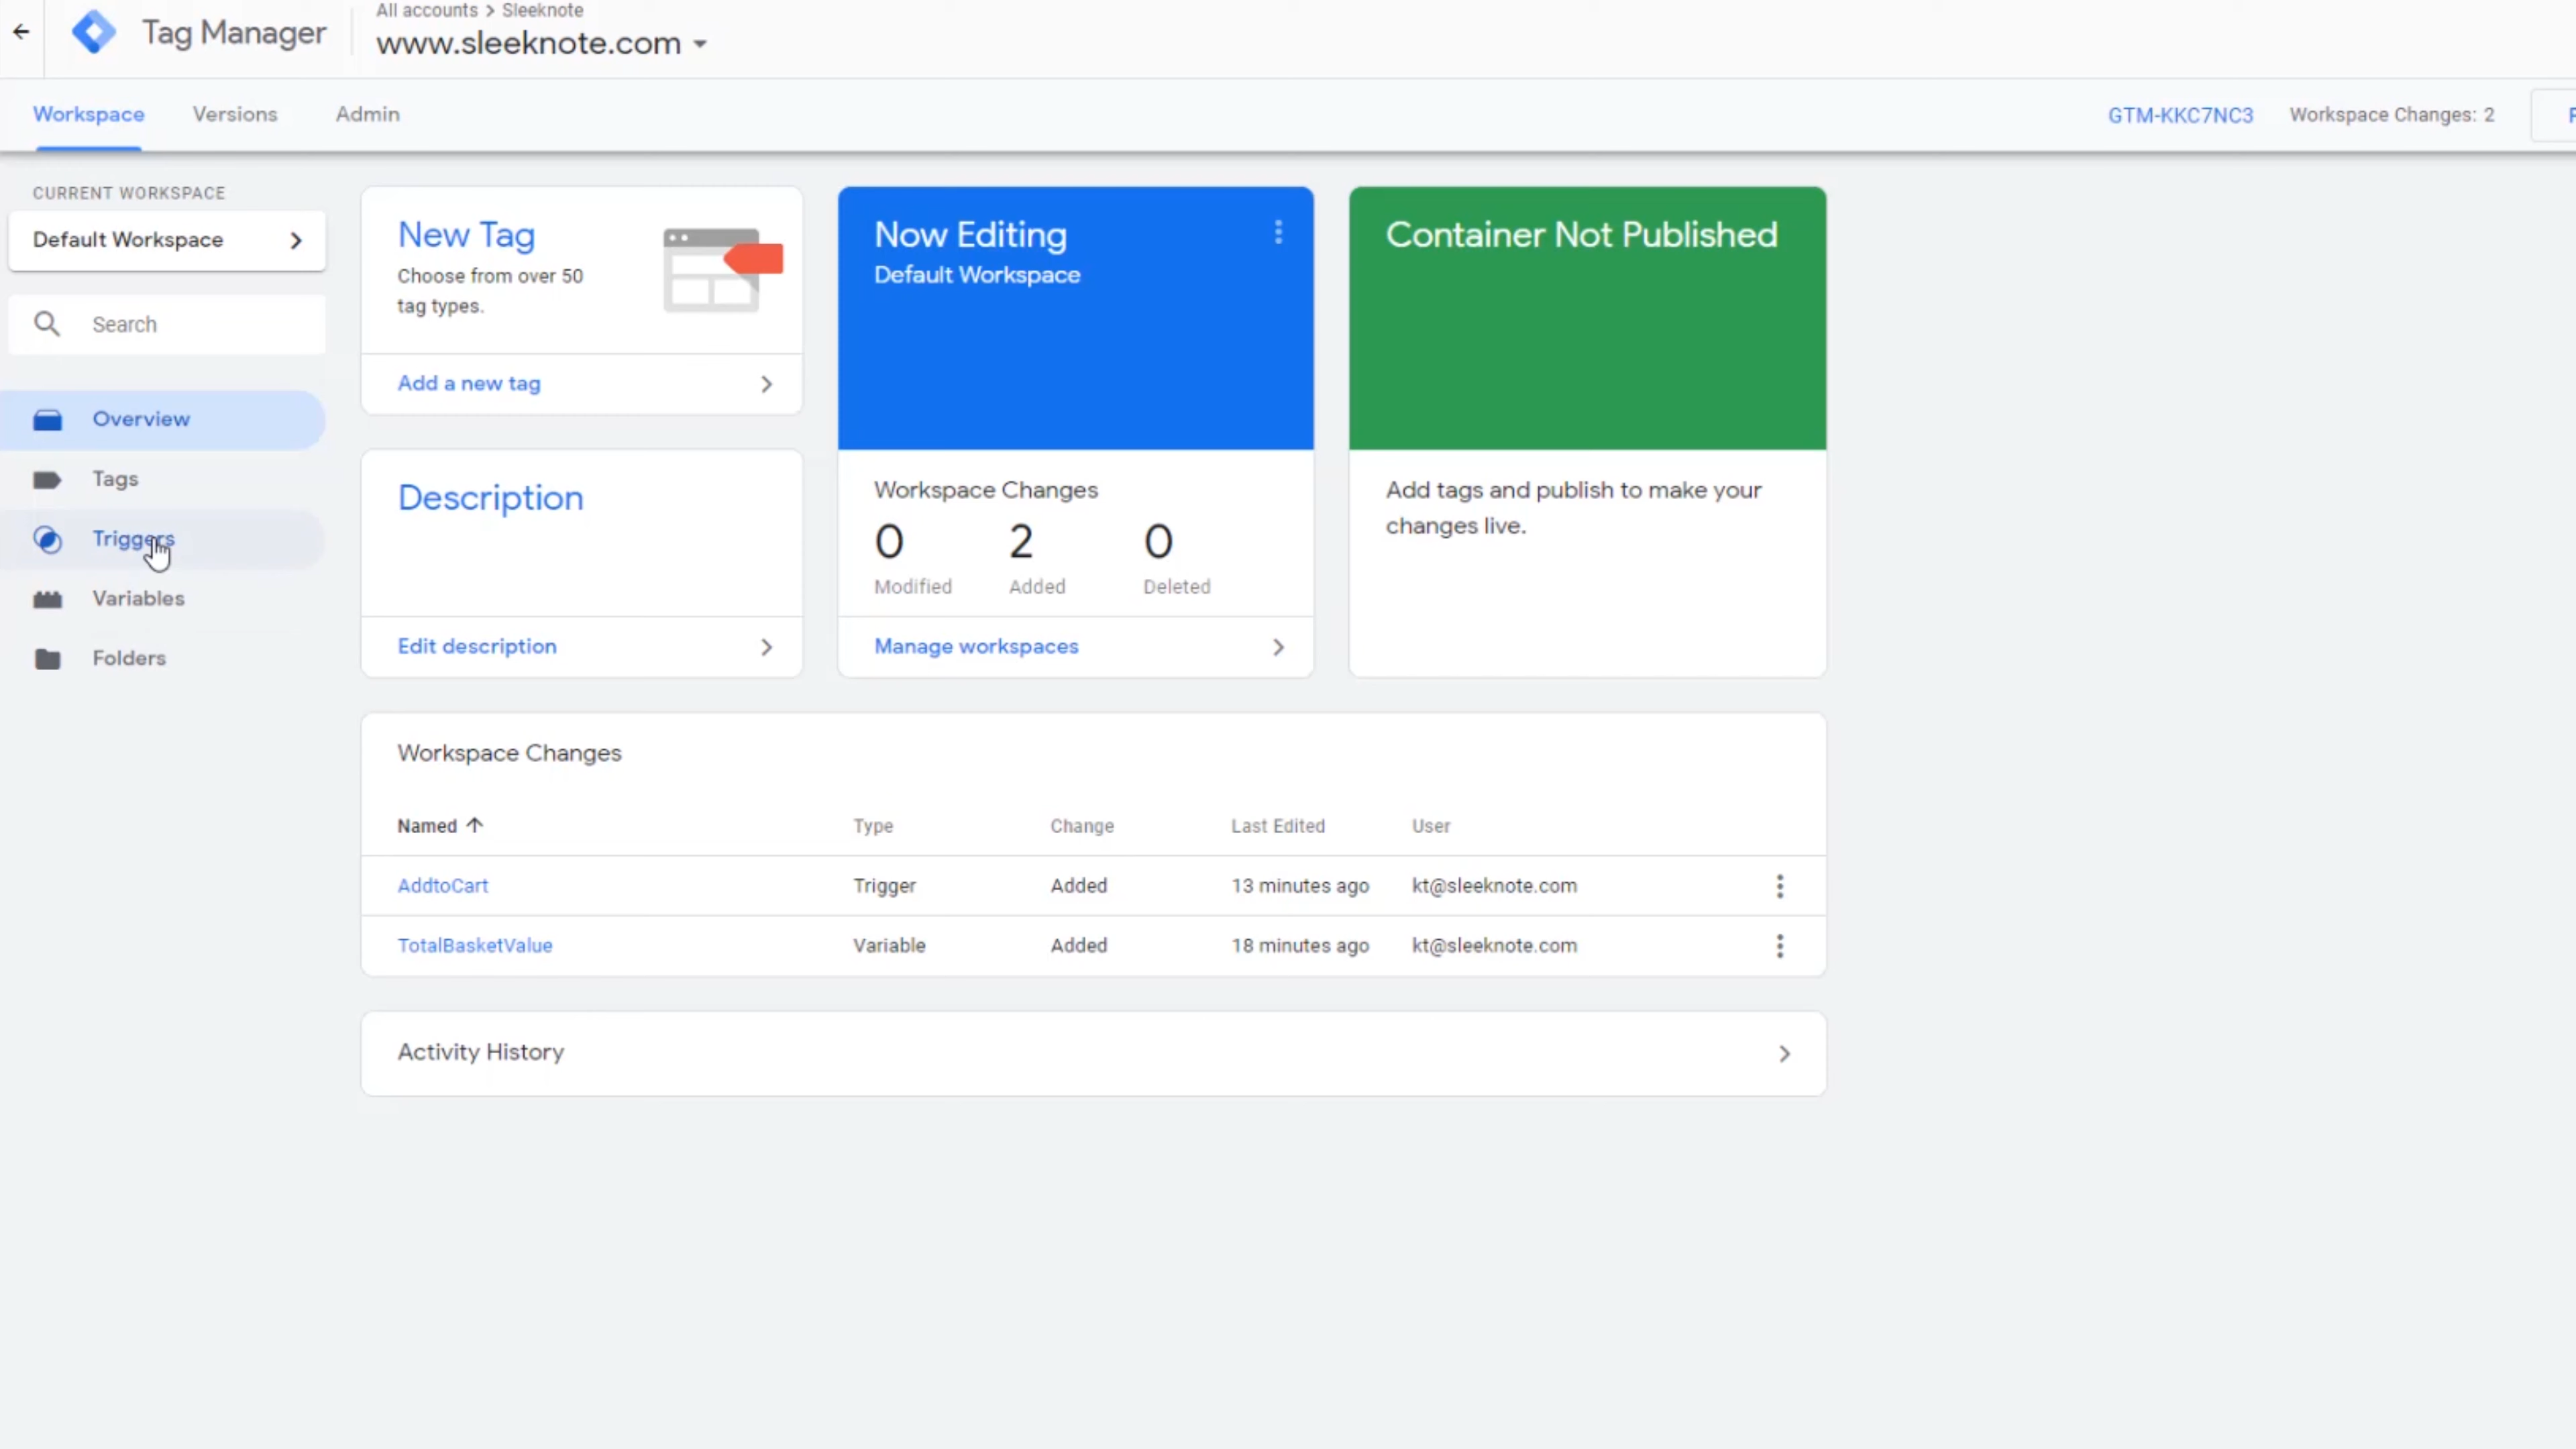 All accounts > Sleeknote
Tag Manager
www.sleeknote.com
Workspace
Versions
Admin
GTM-KKC7NC3
Workspace Changes: 2
CURRENT WORKSPACE
Default Workspace
Search
Overview
Tags
Triggers
Variables
Folders
New Tag
Choose from over 50
tag types.
Add a new tag
Description
Edit description
Now Editing
Default Workspace
Workspace Changes
0 2 0
Modified Added Deleted
Manage workspaces
Container Not Published
Add tags and publish to make your
changes live.
Workspace Changes
Named Type Change Last Edited User
AddtoCart Trigger Added 13 minutes ago kt@sleeknote.com
TotalBasketValue Variable Added 18 minutes ago kt@sleeknote.com
Activity History